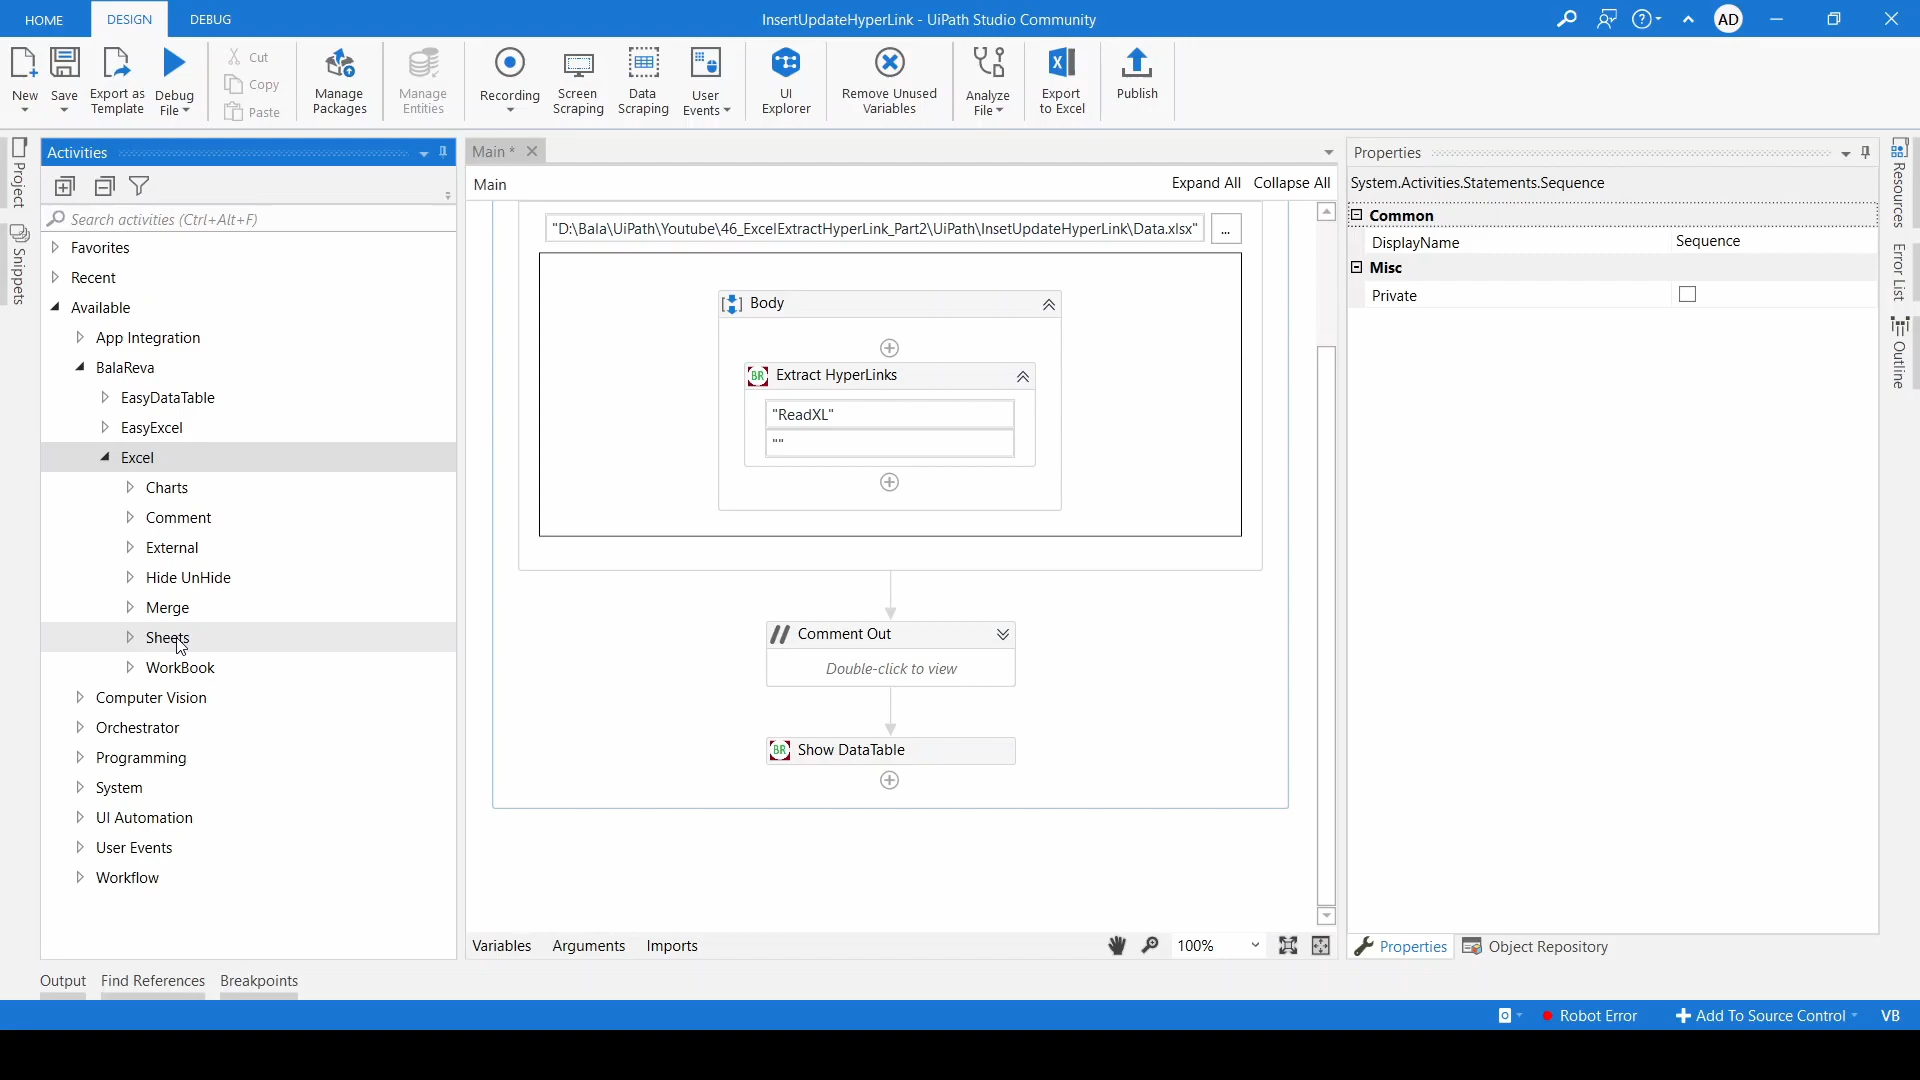 HOME
DESIGN
DEBUG
InsertUpdateHyperLink - UiPath Studio Community
AD
New
Save
Export as
Template
Debug
File
Cut
Copy
Paste
Manage
Packages
Manage
Entities
Recording
Screen
Scraping
Data
Scraping
User
Events
UI
Explorer
Remove Unused
Variables
Analyze
File
Export
to Excel
Publish
Project
Snippets
Activities
Search activities (Ctrl+Alt+F)
Favorites
Recent
Available
App Integration
BalaReva
EasyDataTable
EasyExcel
Excel
Charts
Comment
External
Hide UnHide
Merge
Sheets
WorkBook
Computer Vision
Orchestrator
Programming
System
UI Automation
User Events
Workflow
Main *
Main
Expand All
Collapse All
"D:\Bala\UiPath\Youtube\46_ExcelExtractHyperLink_Part2\UiPath\InsetUpdateHyperLink\Data.xlsx"
...
Body
BR
Extract HyperLinks
"ReadXL"
""
// Comment Out
Double-click to view
BR
Show DataTable
Variables
Arguments
Imports
100%
Properties
System.Activities.Statements.Sequence
Common
DisplayName
Sequence
Misc
Private
Properties
Object Repository
Resources
Error List
Outline
Output
Find References
Breakpoints
Robot Error
Add To Source Control
VB